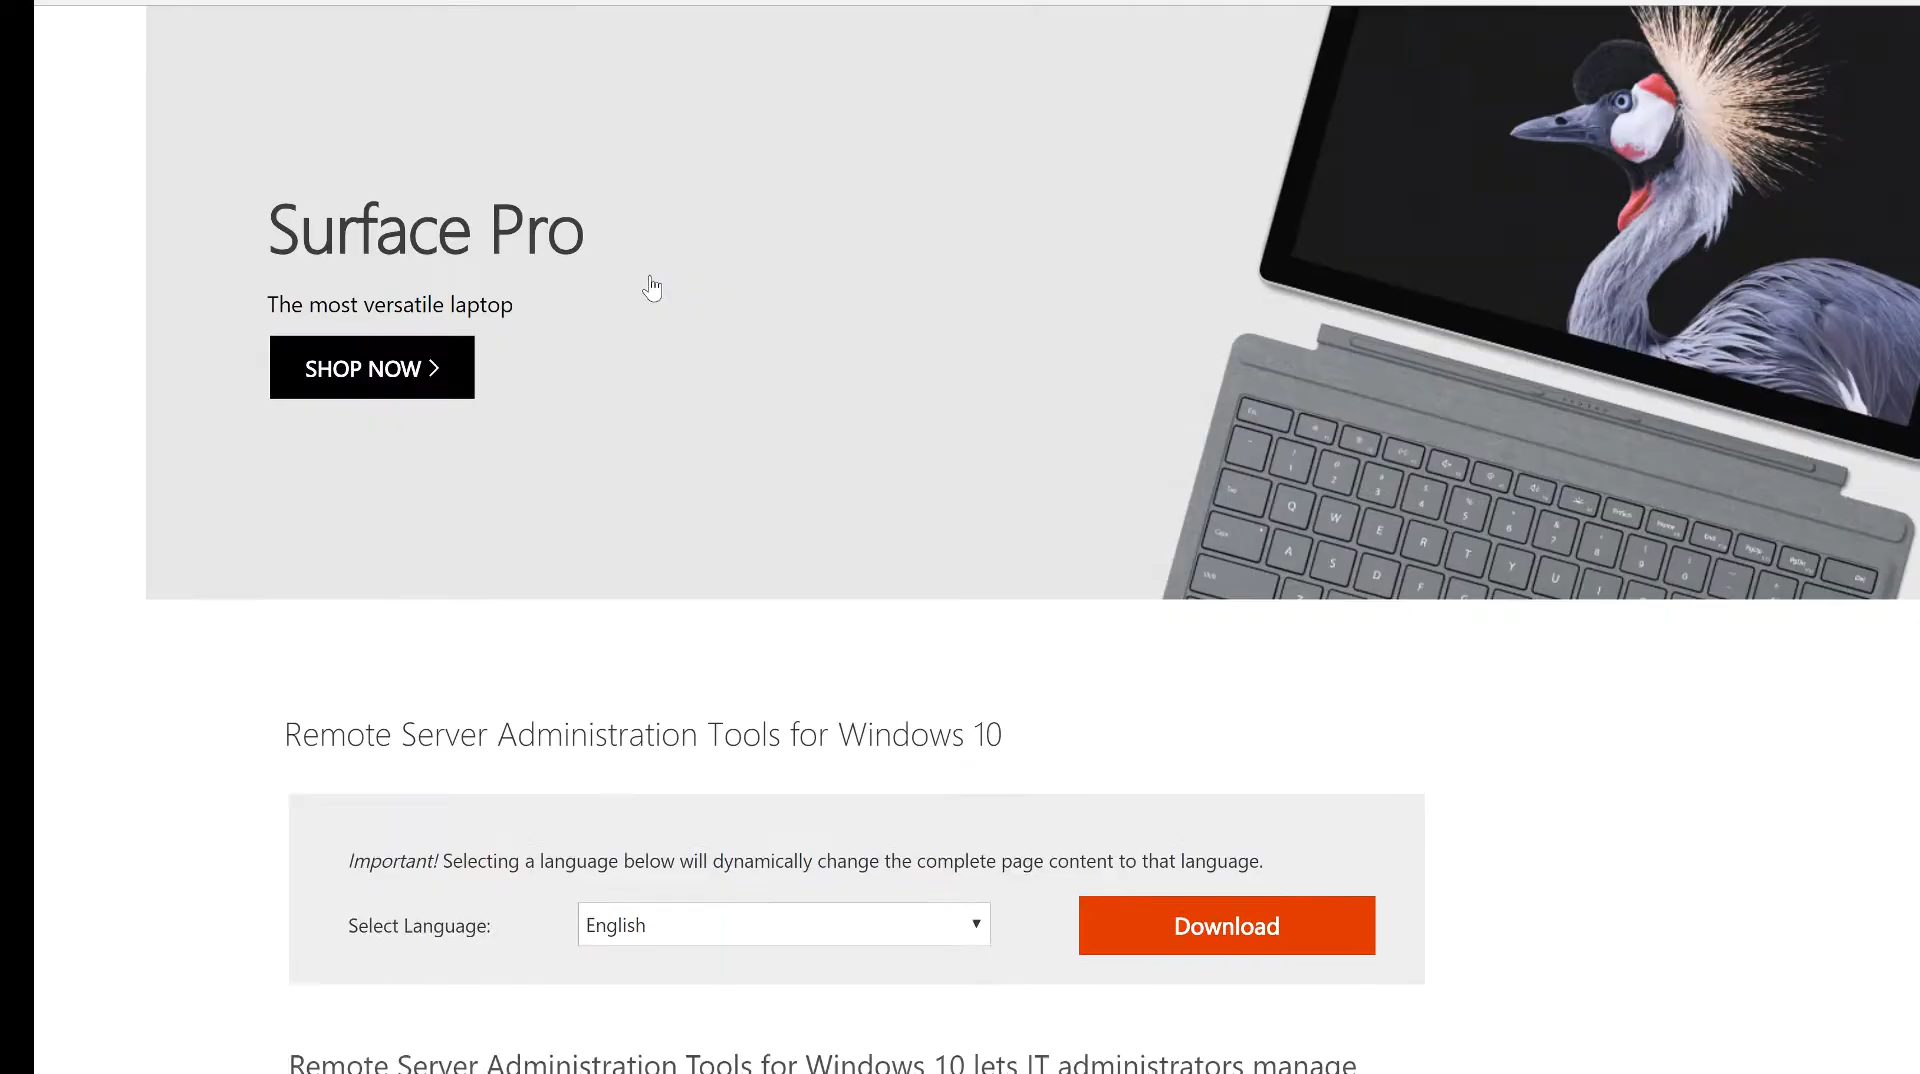 Surface Pro
The most versatile laptop
SHOP NOW >
Q W E R T Y U
A S D F
Remote Server Administration Tools for Windows 10
Important! Selecting a language below will dynamically change the complete page content to that language.
Select Language:
English
Download
Remote Server Administration Tools for Windows 10 lets IT administrators manage